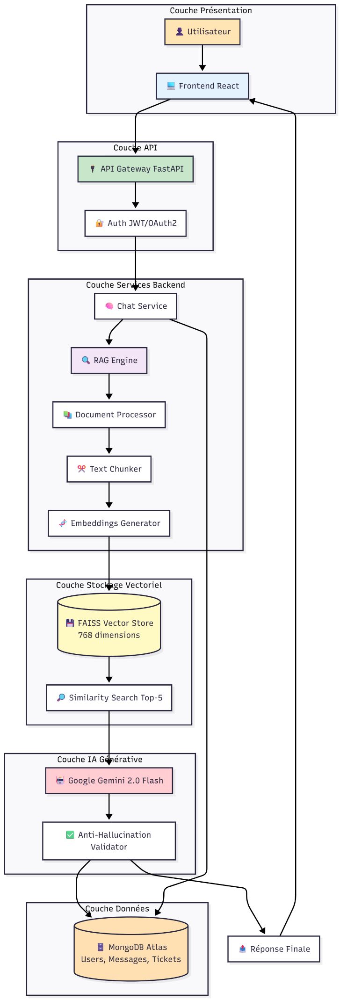 Couche Présentation
👤 Utilisateur
💻 Frontend React
Couche API
🔌 API Gateway FastAPI
🔐 Auth JWT/OAuth2
Couche Services Backend
🧠 Chat Service
🔍 RAG Engine
📚 Document Processor
✂️ Text Chunker
🧬 Embeddings Generator
Couche Stockage Vectoriel
💾 FAISS Vector Store
768 dimensions
🔎 Similarity Search Top-5
Couche IA Générative
🤖 Google Gemini 2.0 Flash
✅ Anti-Hallucination
Validator
Couche Données
🗄️ MongoDB Atlas
Users, Messages, Tickets
📤 Réponse Finale